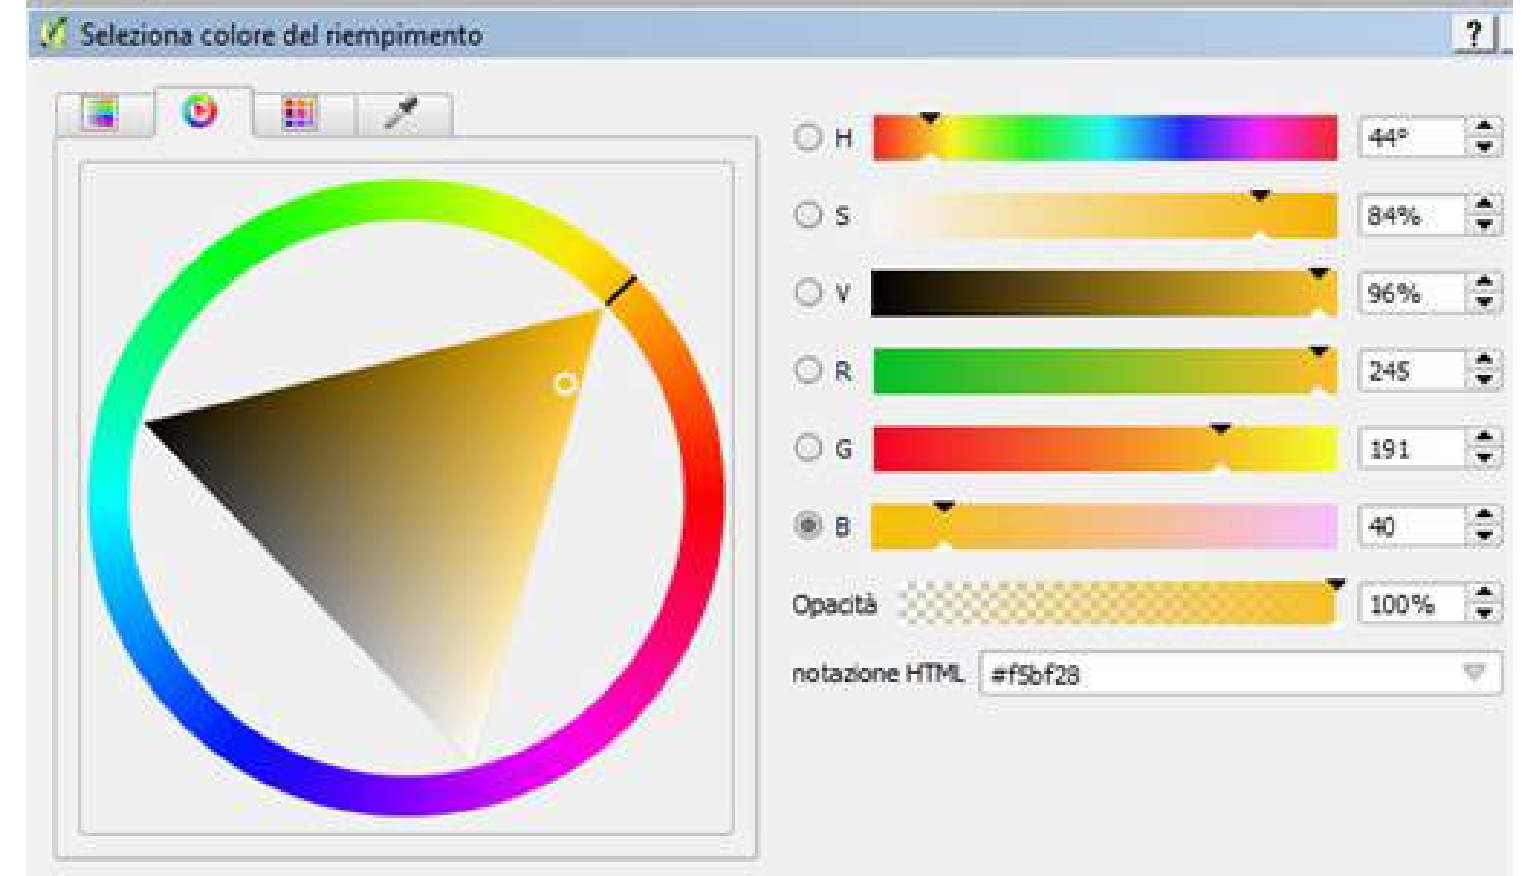 Seleziona colore del riempimento ?
H 44°
S 84%
V 96%
R 245
G 191
B 40
Opacità 100%
notazione HTML #f5bf28